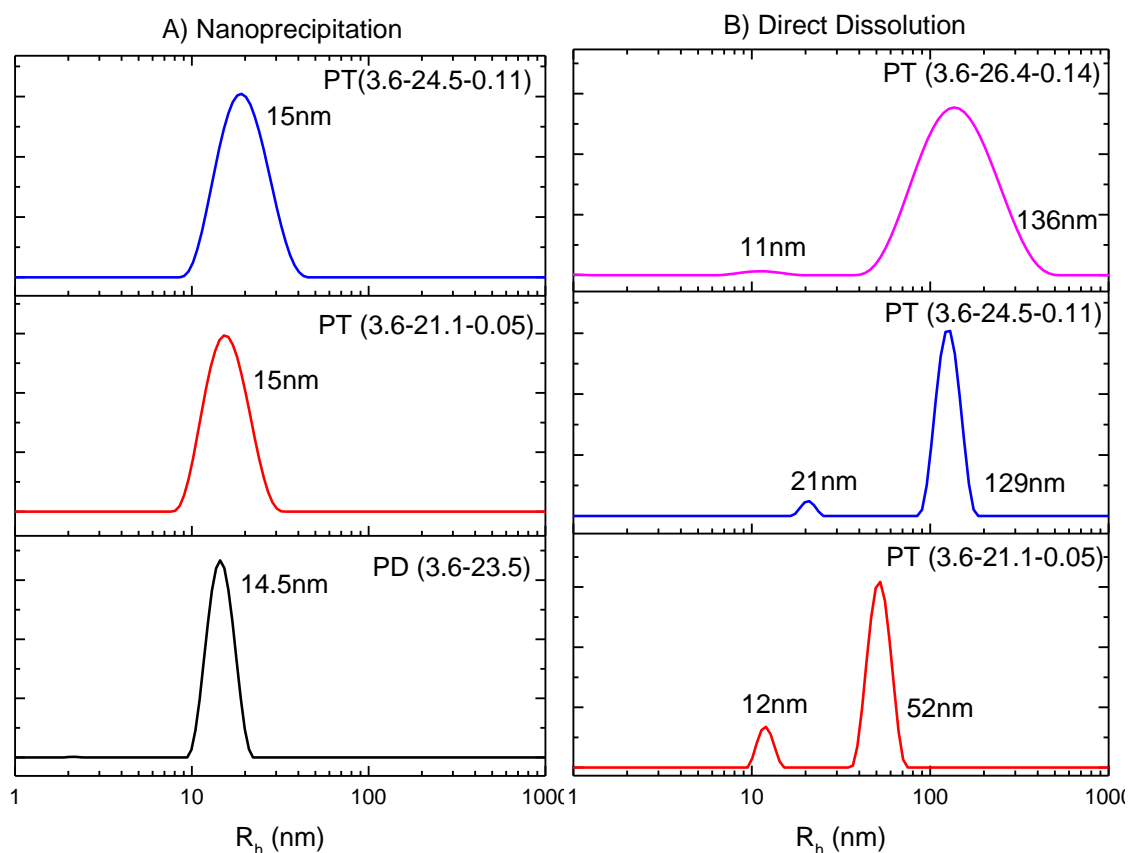 A) Nanoprecipitation
PT(3.6-24.5-0.11)
15nm
PT (3.6-21.1-0.05)
15nm
PD (3.6-23.5)
14.5nm
1 10 100 1000
R_h (nm)
B) Direct Dissolution
PT (3.6-26.4-0.14)
11nm
136nm
PT (3.6-24.5-0.11)
21nm
129nm
PT (3.6-21.1-0.05)
12nm
52nm
1 10 100 1000
R_h (nm)